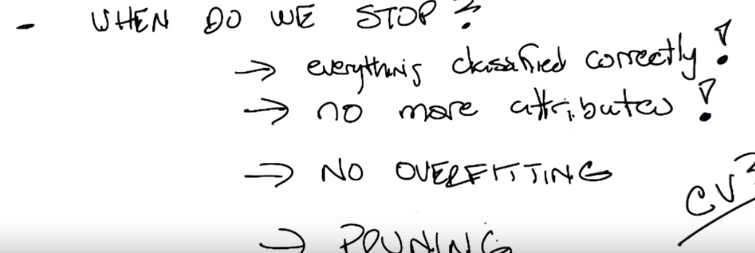 - WHEN DO WE STOP?
→ everything classified correctly!
→ no more attributes!
→ NO OVERFITTING
CV?
→ PRUNING